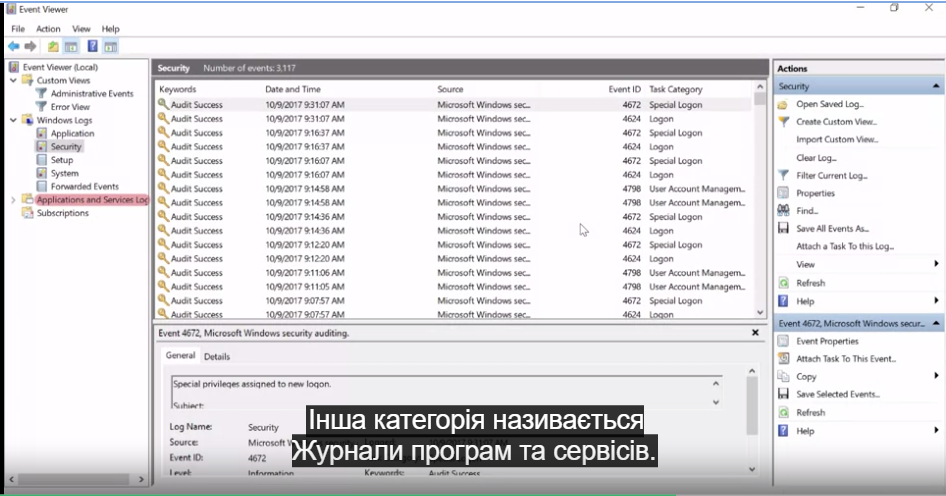 Event Viewer
File Action View Help
Event Viewer (Local)
Custom Views
Administrative Events
Error View
Windows Logs
Application
Security
Setup
System
Forwarded Events
Applications and Services Log
Subscriptions
Security Number of events: 3,117
Keywords Date and Time Source Event ID Task Category
Audit Success 10/9/2017 9:31:07 AM Microsoft Windows sec... 4672 Special Logon
Audit Success 10/9/2017 9:31:07 AM Microsoft Windows sec... 4624 Logon
Audit Success 10/9/2017 9:16:37 AM Microsoft Windows sec... 4672 Special Logon
Audit Success 10/9/2017 9:16:37 AM Microsoft Windows sec... 4624 Logon
Audit Success 10/9/2017 9:16:07 AM Microsoft Windows sec... 4672 Special Logon
Audit Success 10/9/2017 9:16:07 AM Microsoft Windows sec... 4624 Logon
Audit Success 10/9/2017 9:14:58 AM Microsoft Windows sec... 4798 User Account Managem...
Audit Success 10/9/2017 9:14:58 AM Microsoft Windows sec... 4798 User Account Managem...
Audit Success 10/9/2017 9:14:36 AM Microsoft Windows sec... 4672 Special Logon
Audit Success 10/9/2017 9:14:36 AM Microsoft Windows sec... 4624 Logon
Audit Success 10/9/2017 9:12:20 AM Microsoft Windows sec... 4672 Special Logon
Audit Success 10/9/2017 9:12:20 AM Microsoft Windows sec... 4624 Logon
Audit Success 10/9/2017 9:11:06 AM Microsoft Windows sec... 4798 User Account Managem...
Audit Success 10/9/2017 9:11:05 AM Microsoft Windows sec... 4798 User Account Managem...
Audit Success 10/9/2017 9:07:57 AM Microsoft Windows sec... 4672 Special Logon
Audit Success 10/9/2017 9:07:57 AM Microsoft Windows sec... 4624 Logon
Event 4672, Microsoft Windows security auditing.
General Details
Special privileges assigned to new logon.
Subject:
Log Name: Security
Source: Microsoft W
Event ID: 4672
Level: Information Keywords: Audit Success
Інша категорія називається
Журнали програм та сервісів.
Actions
Security
Open Saved Log...
Create Custom View...
Import Custom View...
Clear Log...
Filter Current Log...
Properties
Find...
Save All Events As...
Attach a Task To this Log...
View
Refresh
Help
Event 4672, Microsoft Windows secur...
Event Properties
Attach Task To This Event...
Copy
Save Selected Events...
Refresh
Help